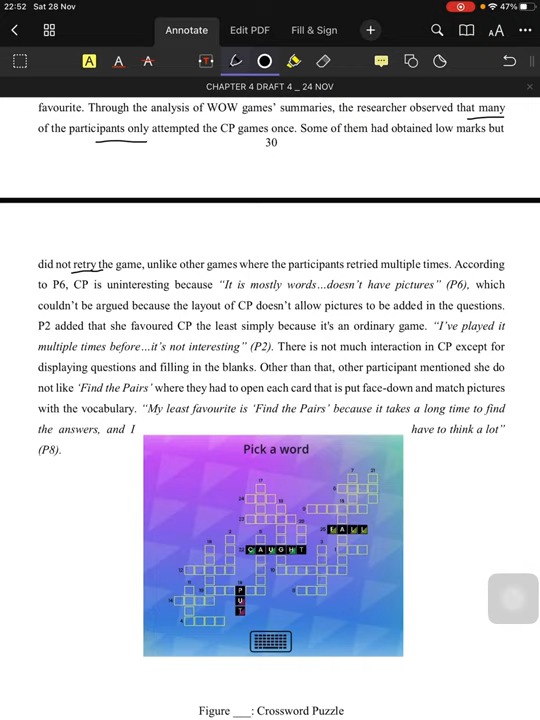 22:52 Sat 28 Nov
47%
Annotate Edit PDF Fill & Sign
AA
A A A T
CHAPTER 4 DRAFT 4 _ 24 NOV
favourite. Through the analysis of WOW games' summaries, the researcher observed that many
of the participants only attempted the CP games once. Some of them had obtained low marks but
30
did not retry the game, unlike other games where the participants retried multiple times. According
to P6, CP is uninteresting because "It is mostly words…doesn't have pictures" (P6), which
couldn't be argued because the layout of CP doesn't allow pictures to be added in the questions.
P2 added that she favoured CP the least simply because it's an ordinary game. "I've played it
multiple times before…it's not interesting" (P2). There is not much interaction in CP except for
displaying questions and filling in the blanks. Other than that, other participant mentioned she do
not like 'Find the Pairs' where they had to open each card that is put face-down and match pictures
with the vocabulary. "My least favourite is 'Find the Pairs' because it takes a long time to find
the answers, and I have to think a lot"
(P8).
Pick a word
FALL
CAUGHT
PUT
Figure ___: Crossword Puzzle